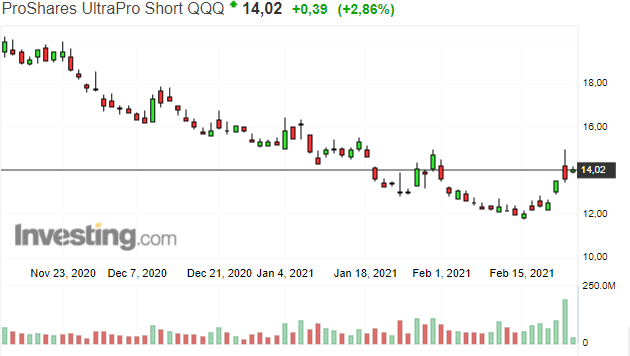 ProShares UltraPro Short QQQ 14,02 +0,39 (+2,86%)
18.00
16.00
14,02
12.00
10.00
Investing.com
Nov 23, 2020 Dec 7, 2020 Dec 21, 2020 Jan 4, 2021 Jan 18, 2021 Feb 1, 2021 Feb 15, 2021
250.0M
0.00